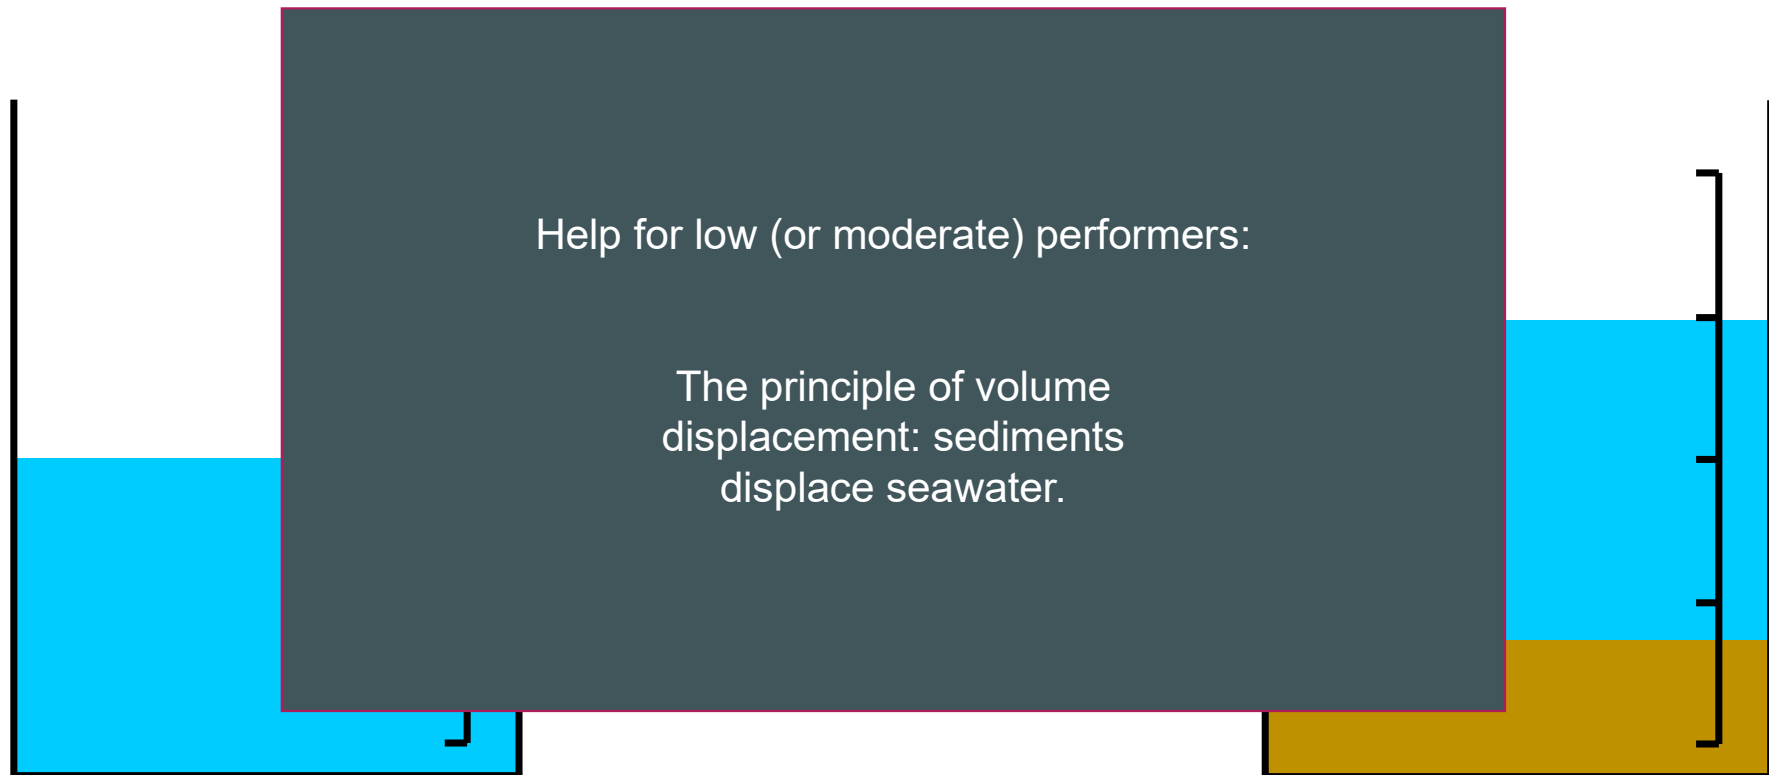 Help for low (or moderate) performers:
The principle of volume
displacement: sediments
displace seawater.